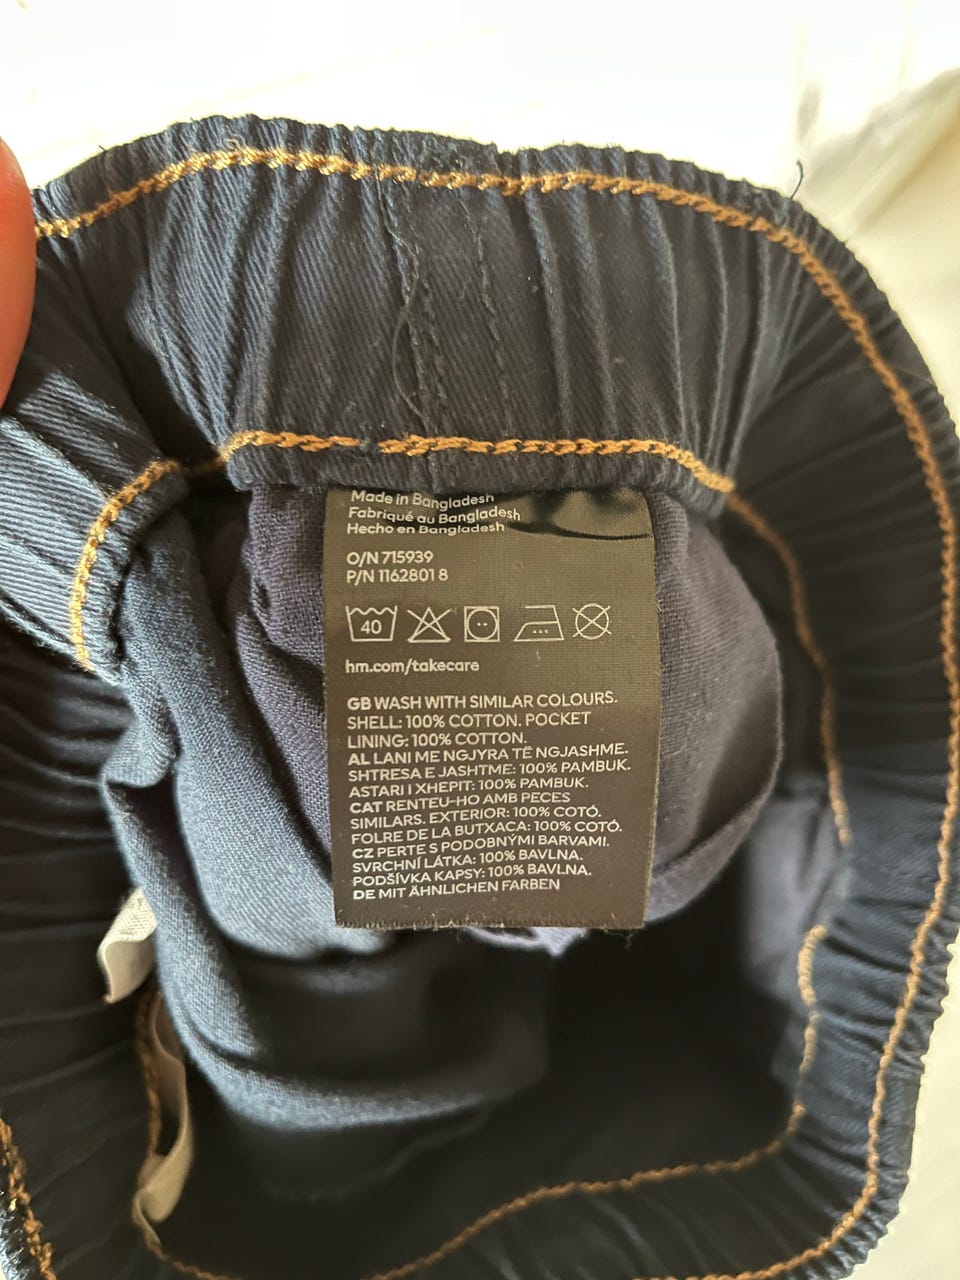 Made in Bangladesh
Fabriqué au Bangladesh
Hecho en Bangladesh
O/N 715939
P/N 1162801 8
40
hm.com/takecare
GB WASH WITH SIMILAR COLOURS.
SHELL: 100% COTTON. POCKET
LINING: 100% COTTON.
AL LANI ME NGJYRA TË NGJASHME.
SHTRESA E JASHTME: 100% PAMBUK.
ASTARI I XHEPIT: 100% PAMBUK.
CAT RENTEU-HO AMB PECES
SIMILARS. EXTERIOR: 100% COTÓ.
FOLRE DE LA BUTXACA: 100% COTÓ.
CZ PERTE S PODOBNÝMI BARVAMI.
SVRCHNÍ LÁTKA: 100% BAVLNA.
PODŠÍVKA KAPSY: 100% BAVLNA.
DE MIT ÄHNLICHEN FARBEN